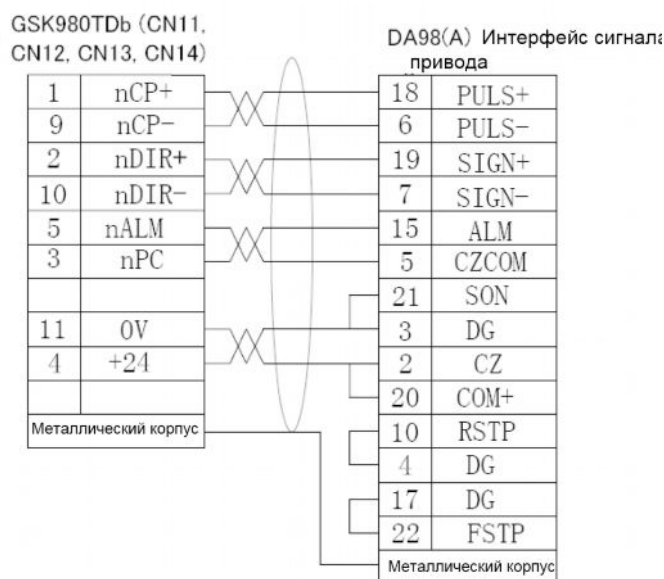 GSK980TDb (CN11,
CN12, CN13, CN14)
DA98(A) Интерфейс сигнала
привода
1 nCP+
9 nCP-
2 nDIR+
10 nDIR-
5 nALM
3 nPC
11 0V
4 +24
Металлический корпус
18 PULS+
6 PULS-
19 SIGN+
7 SIGN-
15 ALM
5 CZCOM
21 SON
3 DG
2 CZ
20 COM+
10 RSTP
4 DG
17 DG
22 FSTP
Металлический корпус